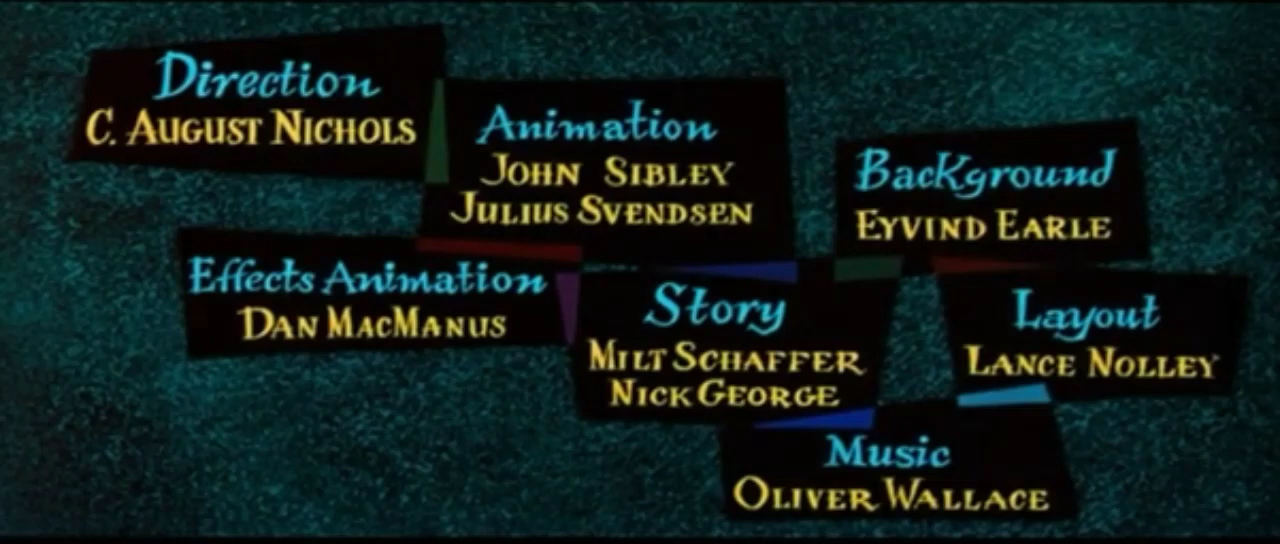 Direction
C. AUGUST NICHOLS
Animation
JOHN SIBLEY
JULIUS SVENDSEN
Background
EYVIND EARLE
Effects Animation
DAN MACMANUS
Story
MILT SCHAFFER
NICK GEORGE
Layout
LANCE NOLLEY
Music
OLIVER WALLACE